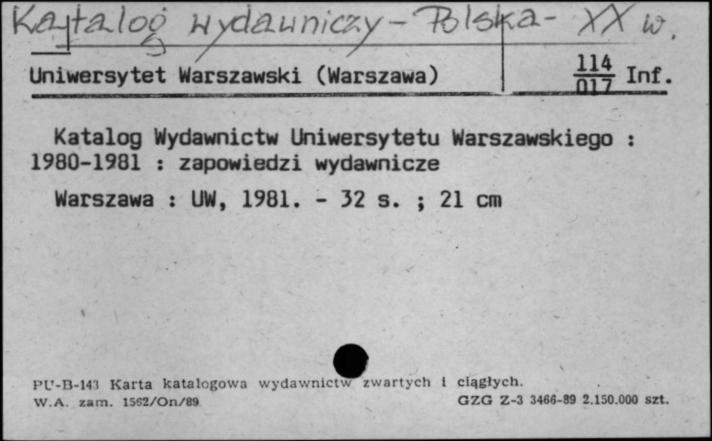 Katalog wydawniczy - Polska - XX w.
Uniwersytet Warszawski (Warszawa)
114
017 Inf.
Katalog Wydawnictw Uniwersytetu Warszawskiego :
1980-1981 : zapowiedzi wydawnicze
Warszawa : UW, 1981. - 32 s. ; 21 cm
PU-B-143 Karta katalogowa wydawnictw zwartych i ciągłych.
W.A. zam. 1562/On/89 GZG Z-3 3466-89 2.150.000 szt.